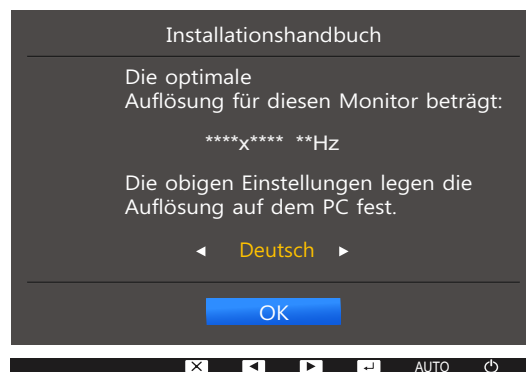 Installationshandbuch
Die optimale
Auflösung für diesen Monitor beträgt:
****x**** **Hz
Die obigen Einstellungen legen die
Auflösung auf dem PC fest.
Deutsch
OK
AUTO